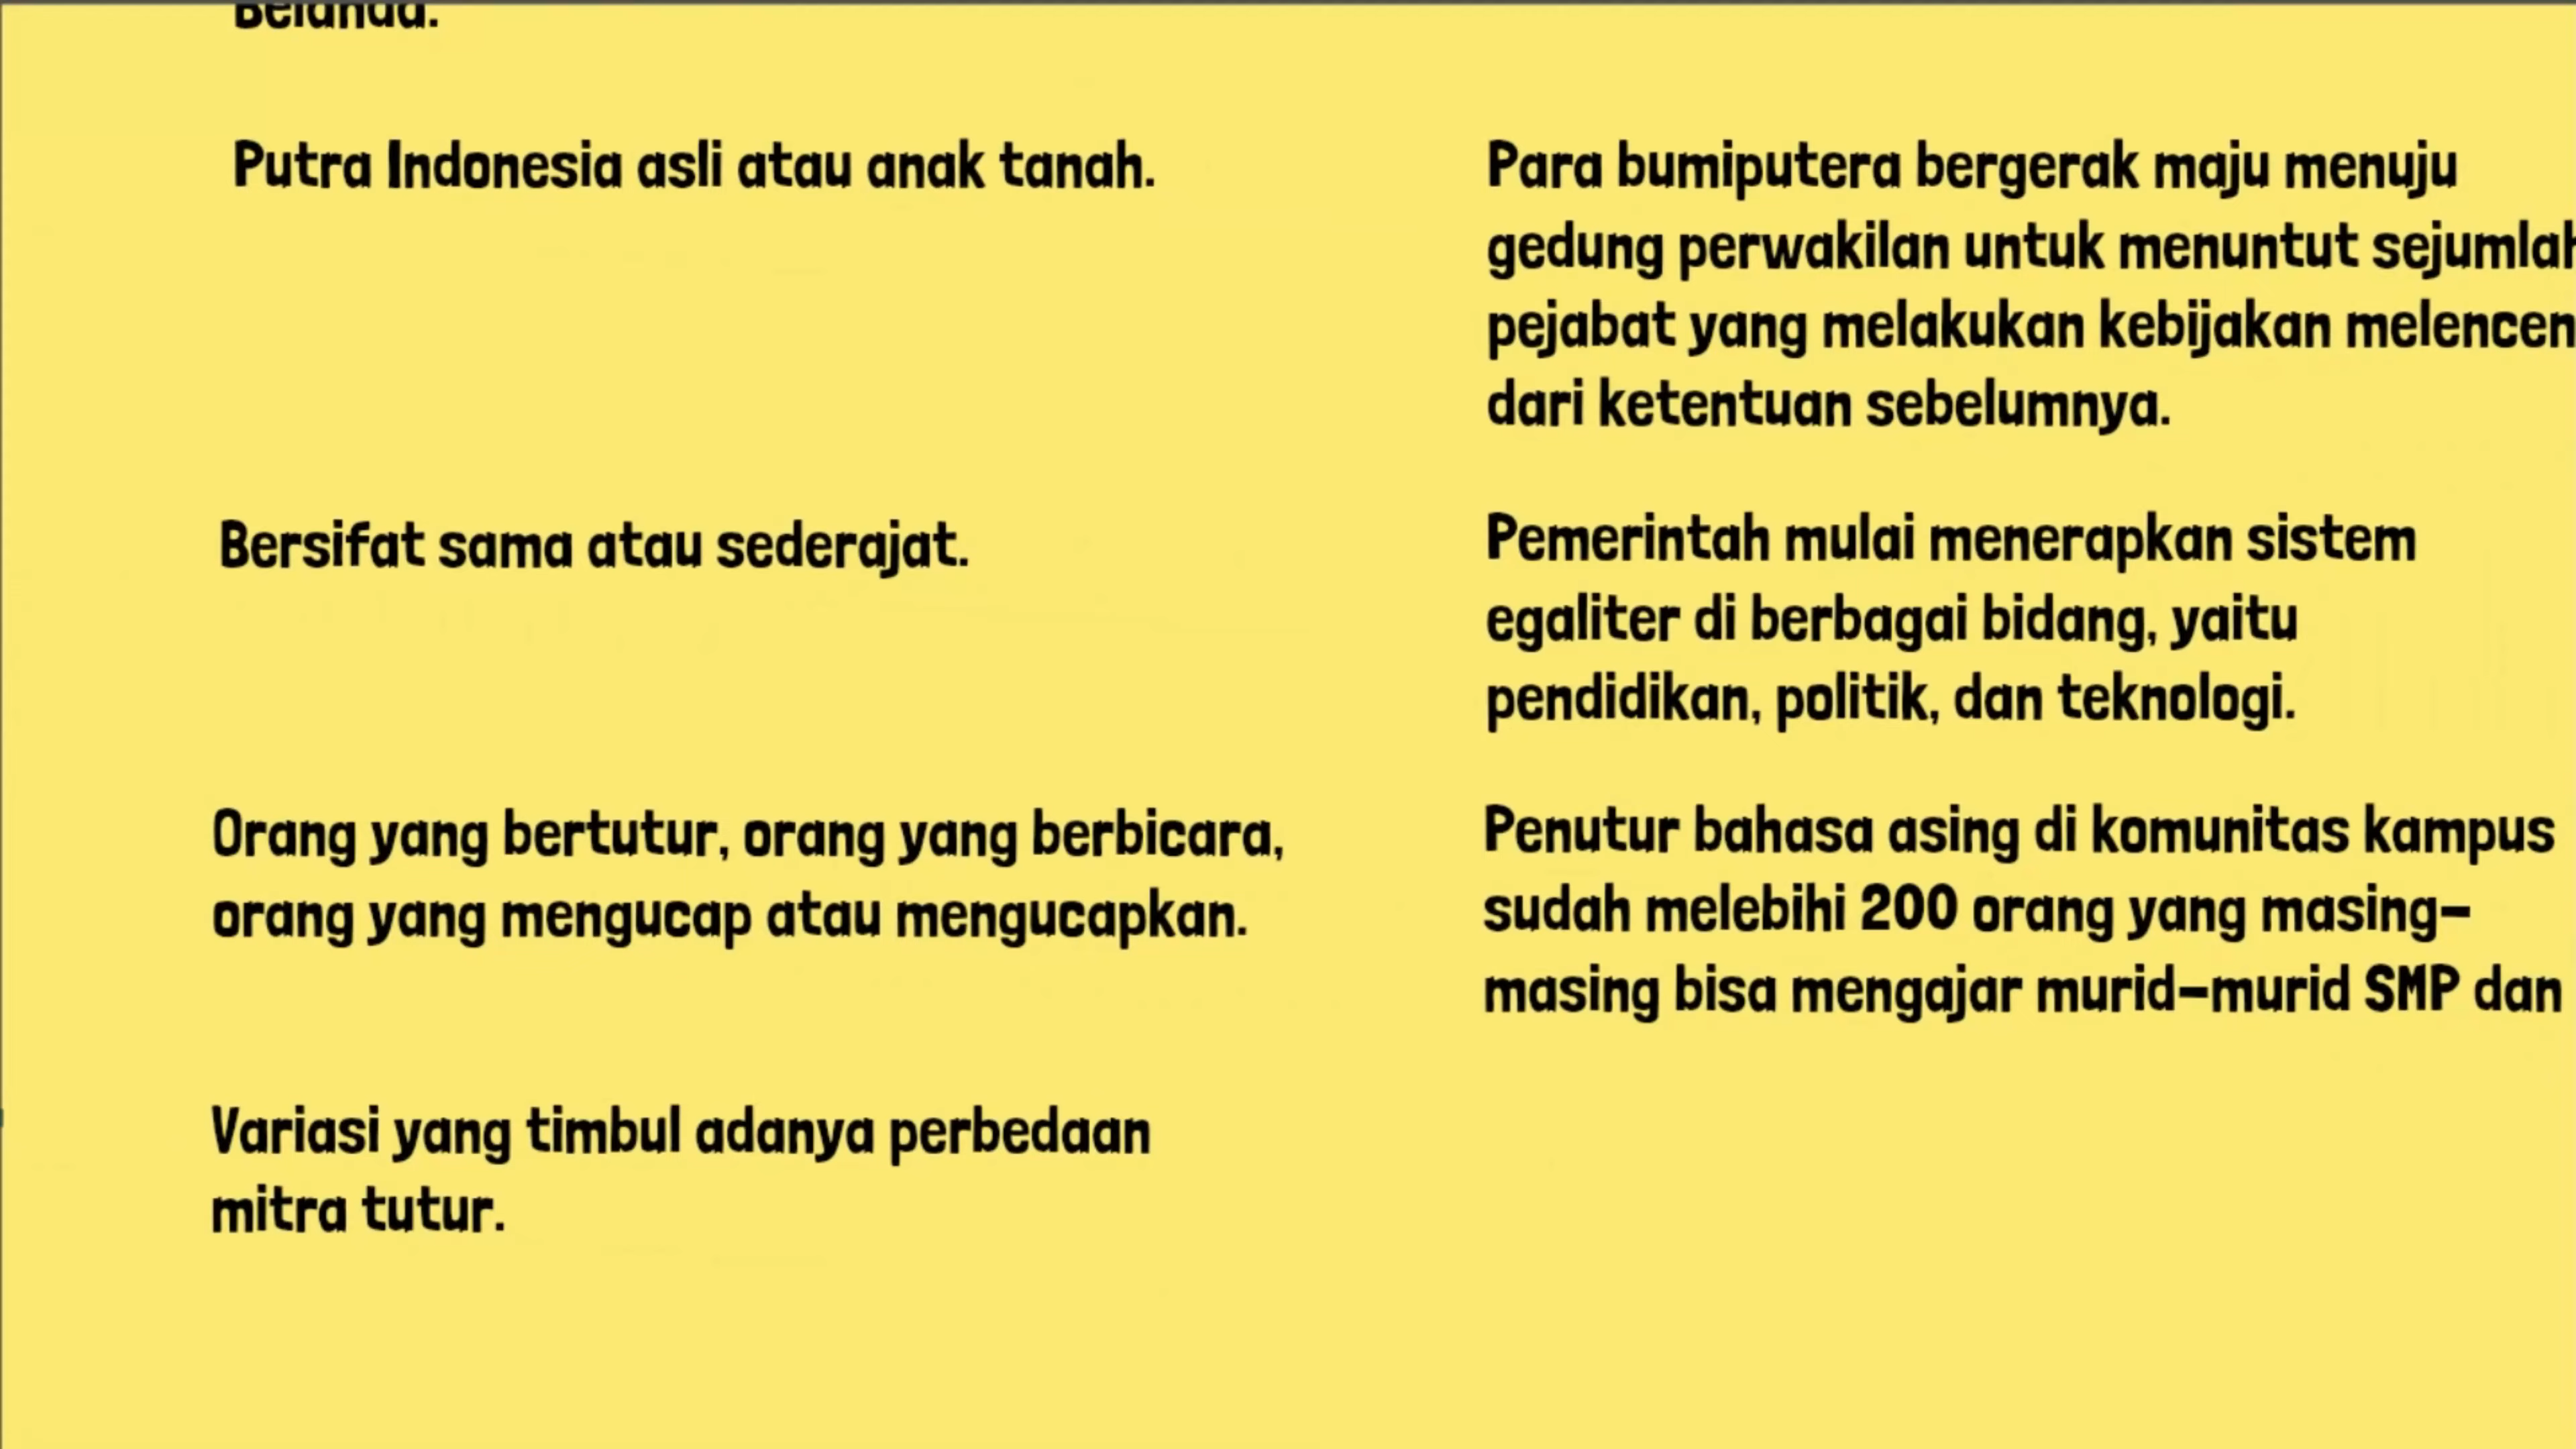 Belanda.
Putra Indonesia asli atau anak tanah.
Para bumiputera bergerak maju menuju
gedung perwakilan untuk menuntut sejumlah
pejabat yang melakukan kebijakan melencen
dari ketentuan sebelumnya.
Bersifat sama atau sederajat.
Pemerintah mulai menerapkan sistem
egaliter di berbagai bidang, yaitu
pendidikan, politik, dan teknologi.
Orang yang bertutur, orang yang berbicara,
orang yang mengucap atau mengucapkan.
Penutur bahasa asing di komunitas kampus
sudah melebihi 200 orang yang masing-
masing bisa mengajar murid-murid SMP dan
Variasi yang timbul adanya perbedaan
mitra tutur.